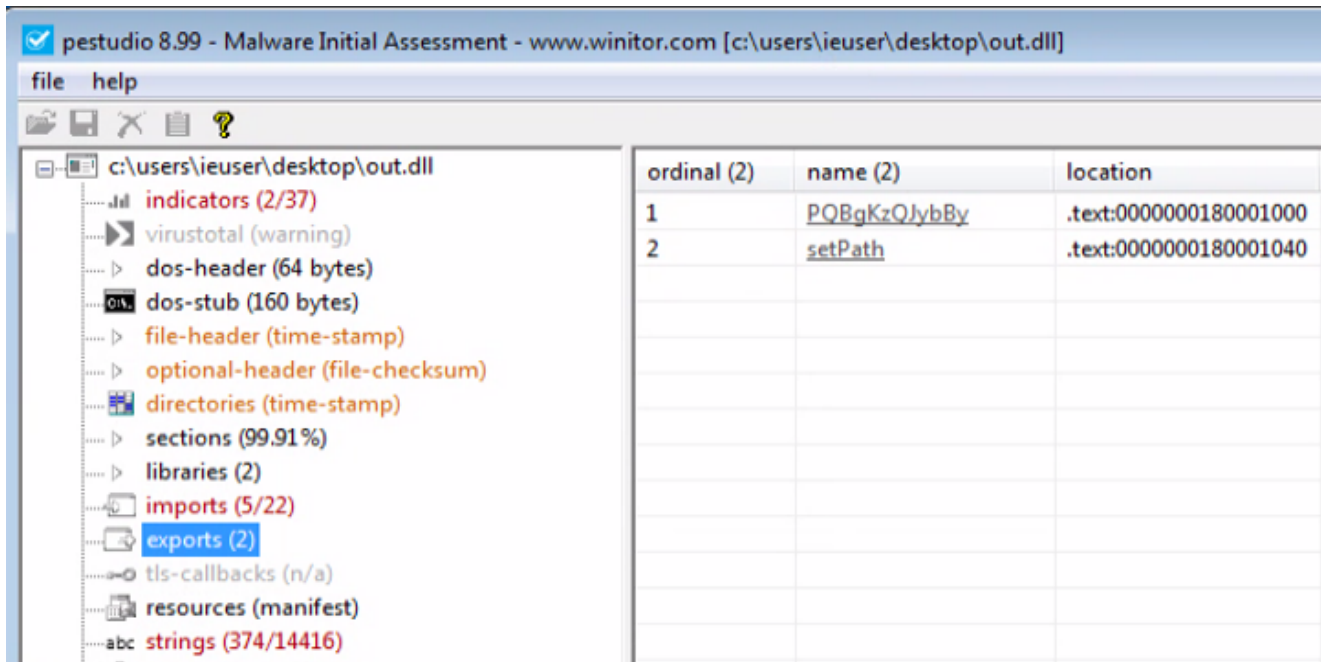 pestudio 8.99 - Malware Initial Assessment - www.winitor.com [c:\users\ieuser\desktop\out.dll]
file help
c:\users\ieuser\desktop\out.dll
indicators (2/37)
virustotal (warning)
dos-header (64 bytes)
dos-stub (160 bytes)
file-header (time-stamp)
optional-header (file-checksum)
directories (time-stamp)
sections (99.91%)
libraries (2)
imports (5/22)
exports (2)
tls-callbacks (n/a)
resources (manifest)
abc strings (374/14416)
ordinal (2) name (2) location
1 PQBgKzQJybBy .text:0000000180001000
2 setPath .text:0000000180001040